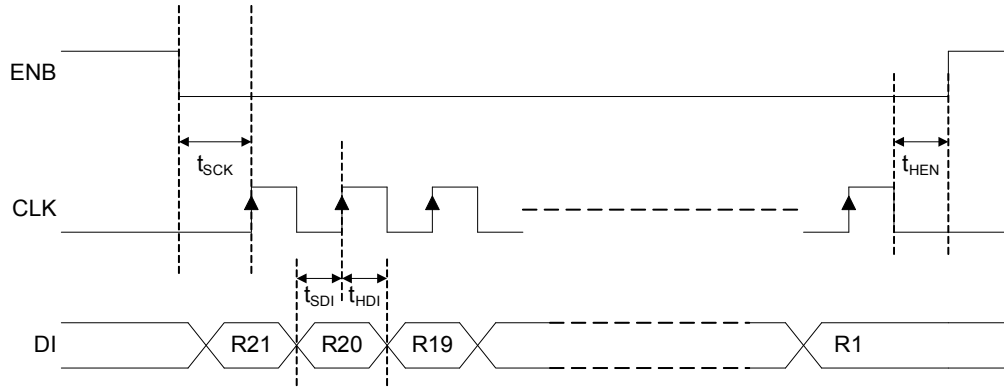 ENB
tSCK
tHEN
CLK
tSDI
tHDI
DI
R21
R20
R19
R1